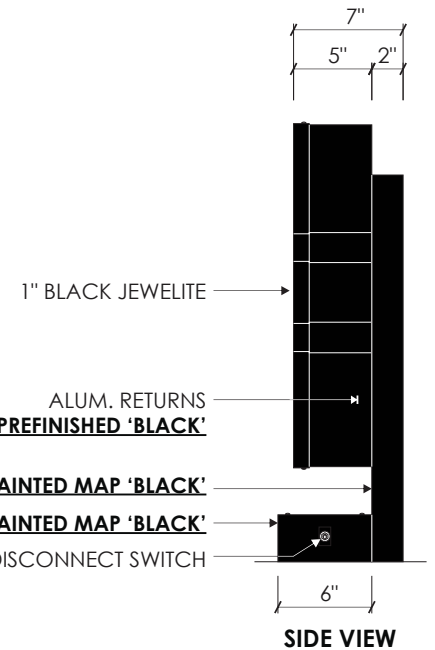 7"
5" 2"
1" BLACK JEWELITE
ALUM. RETURNS
PREFINISHED ‘BLACK’
AINTED MAP ‘BLACK’
AINTED MAP ‘BLACK’
DISCONNECT SWITCH
6"
SIDE VIEW